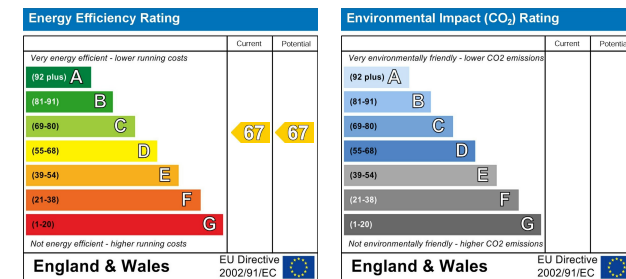 Energy Efficiency Rating
Current Potential
Very energy efficient - lower running costs
(92 plus) A
(81-91) B
(69-80) C
67 67
(55-68) D
(39-54) E
(21-38) F
(1-20) G
Not energy efficient - higher running costs
England & Wales
EU Directive
2002/91/EC
Environmental Impact (CO₂) Rating
Current Potential
Very environmentally friendly - lower CO2 emissions
(92 plus) A
(81-91) B
(69-80) C
(55-68) D
(39-54) E
(21-38) F
(1-20) G
Not environmentally friendly - higher CO2 emissions
England & Wales
EU Directive
2002/91/EC